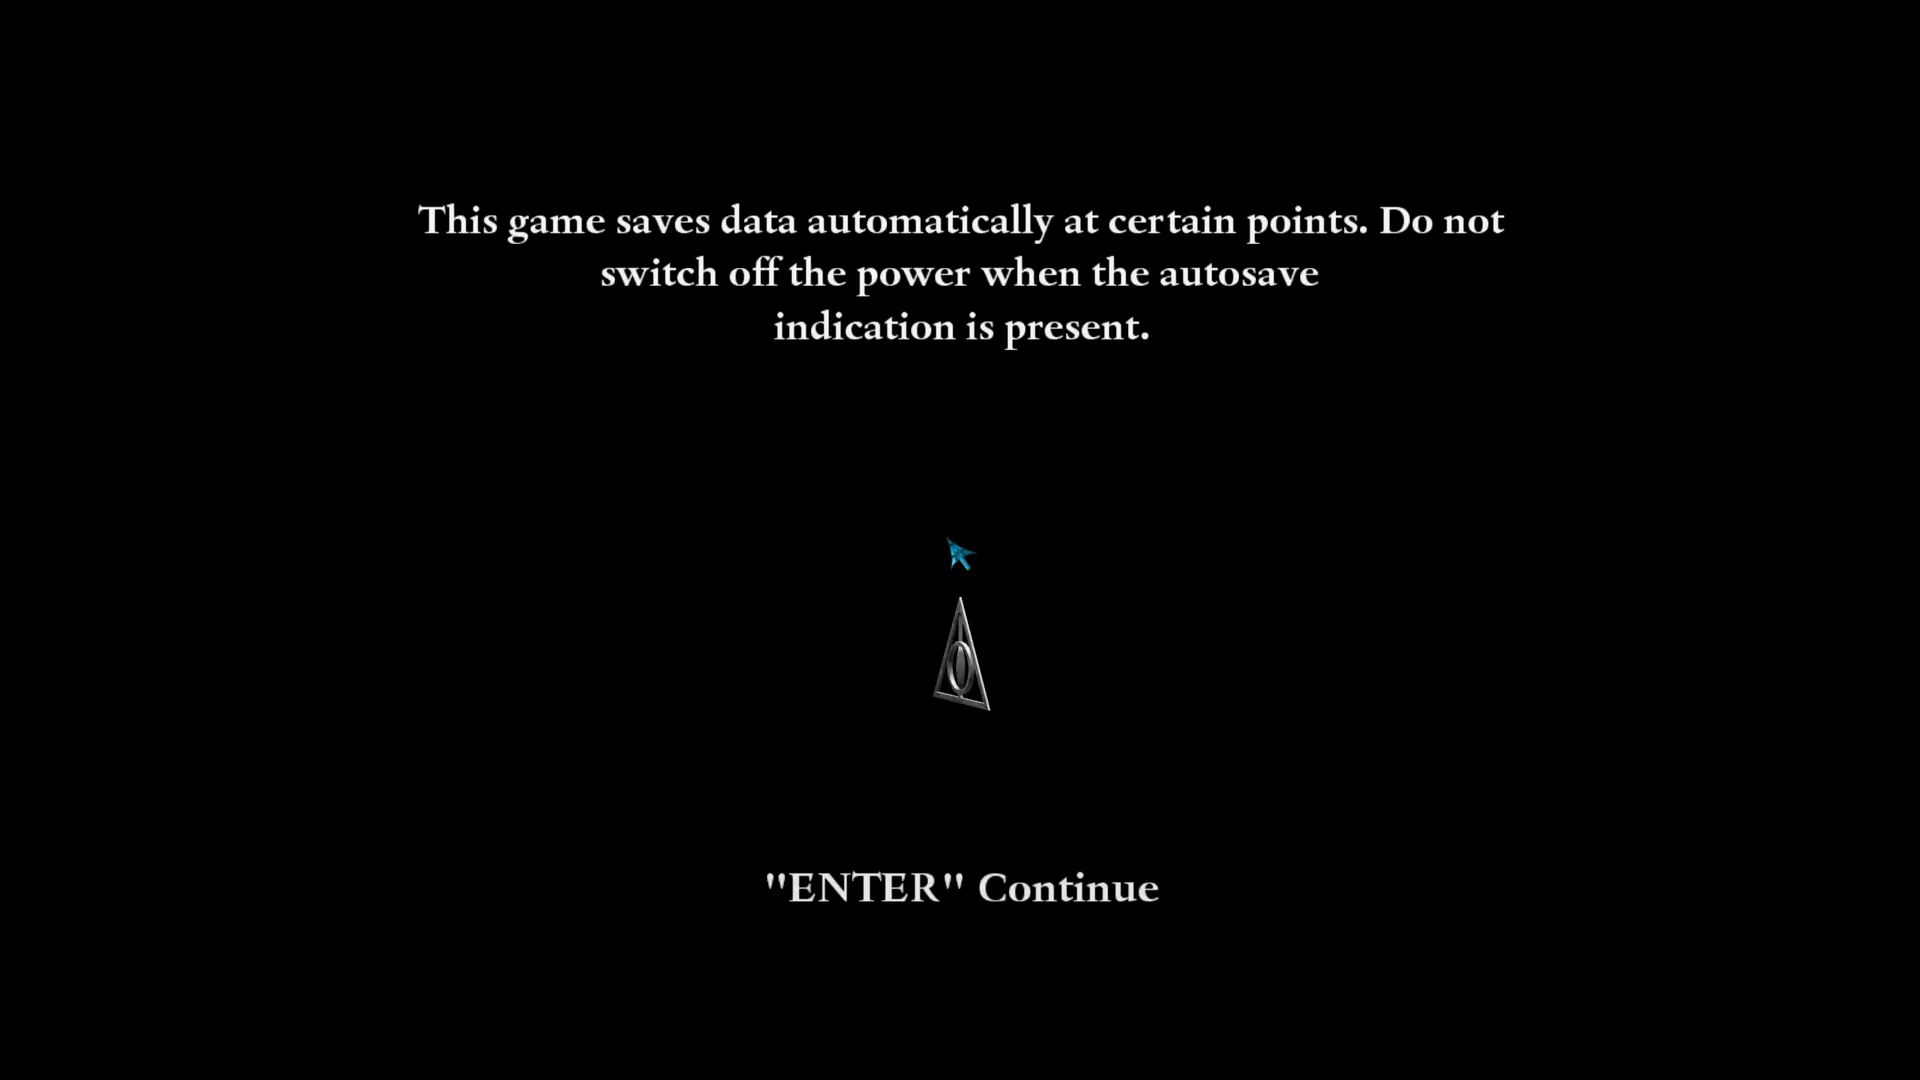 This game saves data automatically at certain points. Do not
switch off the power when the autosave
indication is present.
"ENTER" Continue